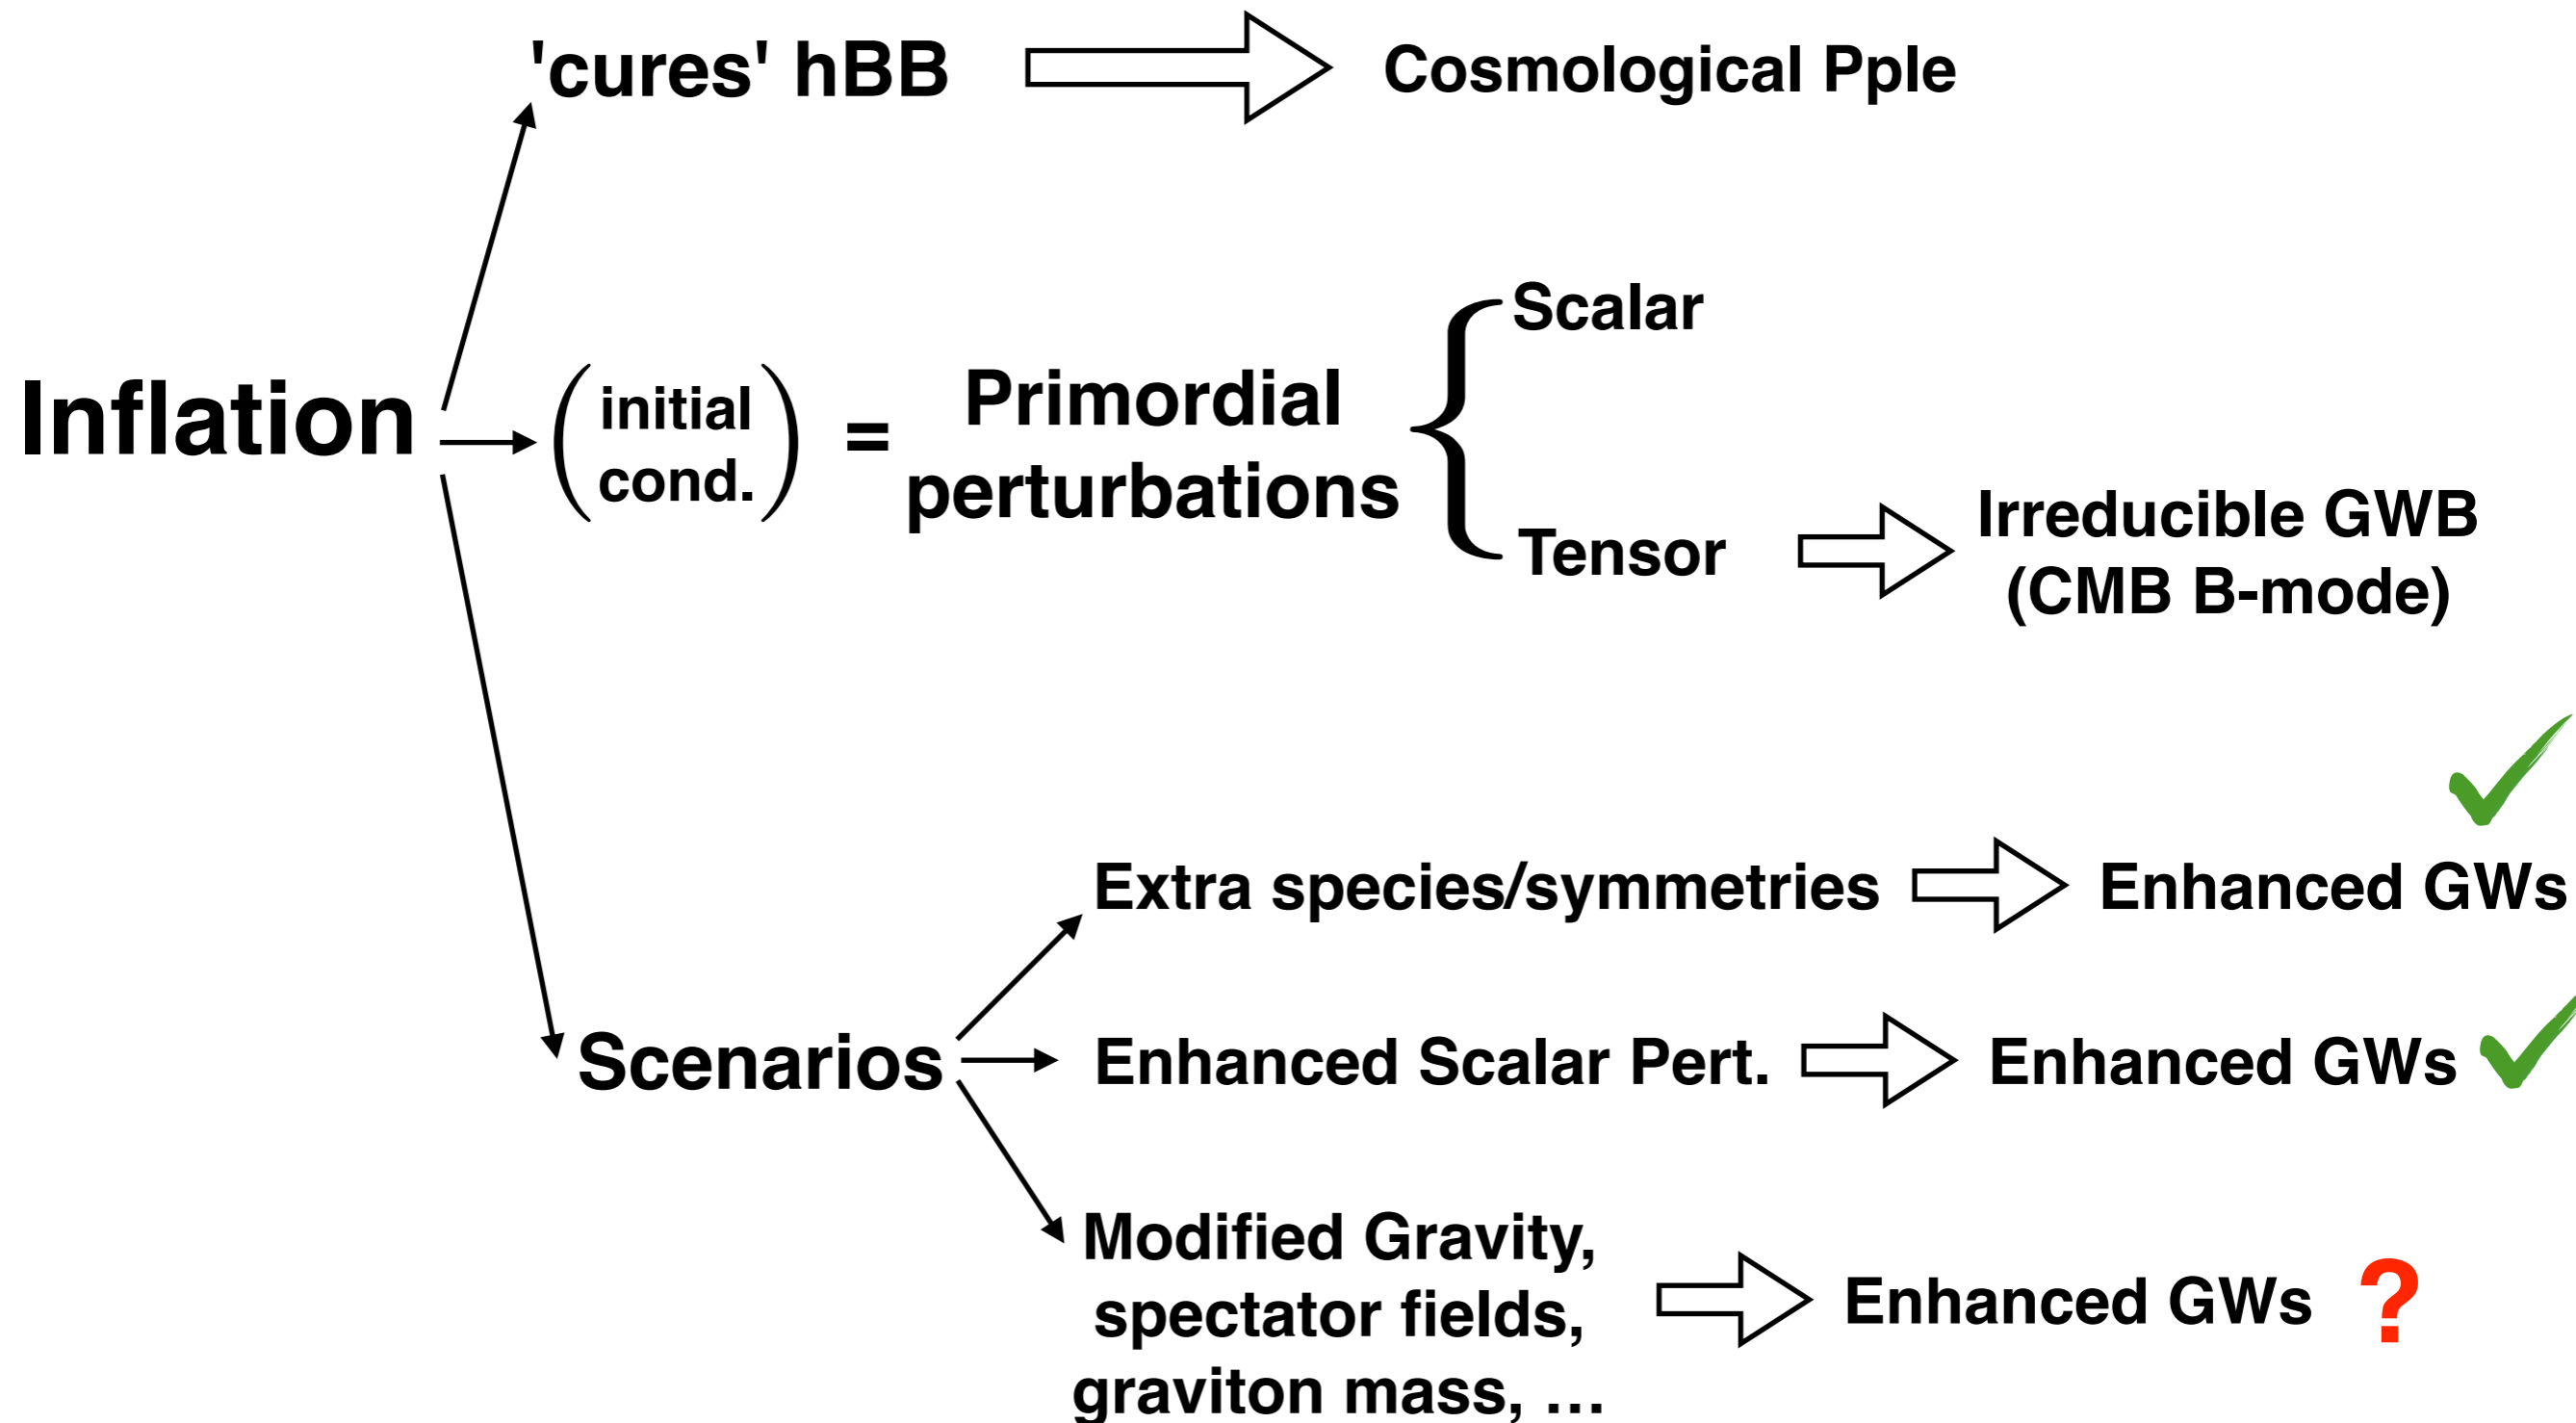 'cures' hBB
Cosmological Pple
Inflation
initial
cond.
=
Primordial
perturbations
Scalar
Tensor
Irreducible GWB
(CMB B-mode)
Scenarios
Extra species/symmetries
Enhanced GWs
Enhanced Scalar Pert.
Enhanced GWs
Modified Gravity,
spectator fields,
graviton mass, ...
Enhanced GWs ?